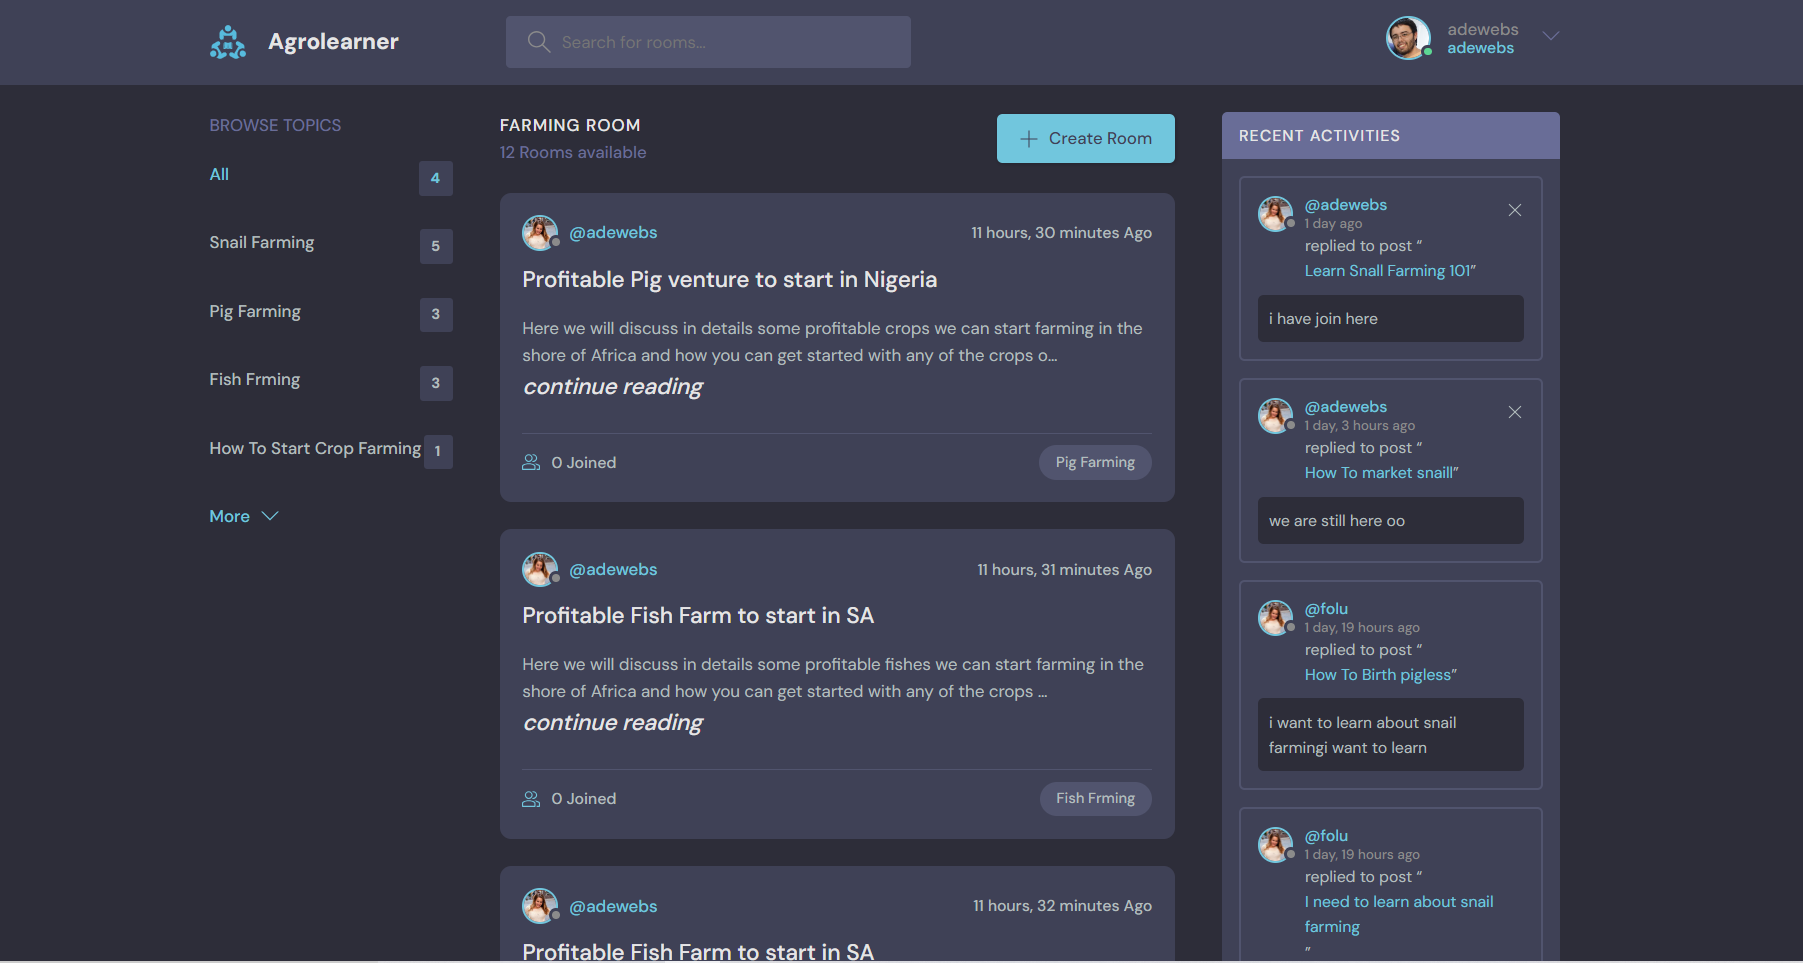 Agrolearner
Search for rooms...
adewebs
adewebs
BROWSE TOPICS
All 4
Snail Farming 5
Pig Farming 3
Fish Frming 3
How To Start Crop Farming 1
More
FARMING ROOM
12 Rooms available
Create Room
@adewebs 11 hours, 30 minutes Ago
Profitable Pig venture to start in Nigeria
Here we will discuss in details some profitable crops we can start farming in the
shore of Africa and how you can get started with any of the crops o...
continue reading
0 Joined Pig Farming
@adewebs 11 hours, 31 minutes Ago
Profitable Fish Farm to start in SA
Here we will discuss in details some profitable fishes we can start farming in the
shore of Africa and how you can get started with any of the crops ...
continue reading
0 Joined Fish Frming
@adewebs 11 hours, 32 minutes Ago
Profitable Fish Farm to start in SA
RECENT ACTIVITIES
@adewebs
1 day ago
replied to post “
Learn Snall Farming 101”
i have join here
@adewebs
1 day, 3 hours ago
replied to post “
How To market snaill”
we are still here oo
@folu
1 day, 19 hours ago
replied to post “
How To Birth pigless”
i want to learn about snail
farmingi want to learn
@folu
1 day, 19 hours ago
replied to post “
I need to learn about snail
farming
”